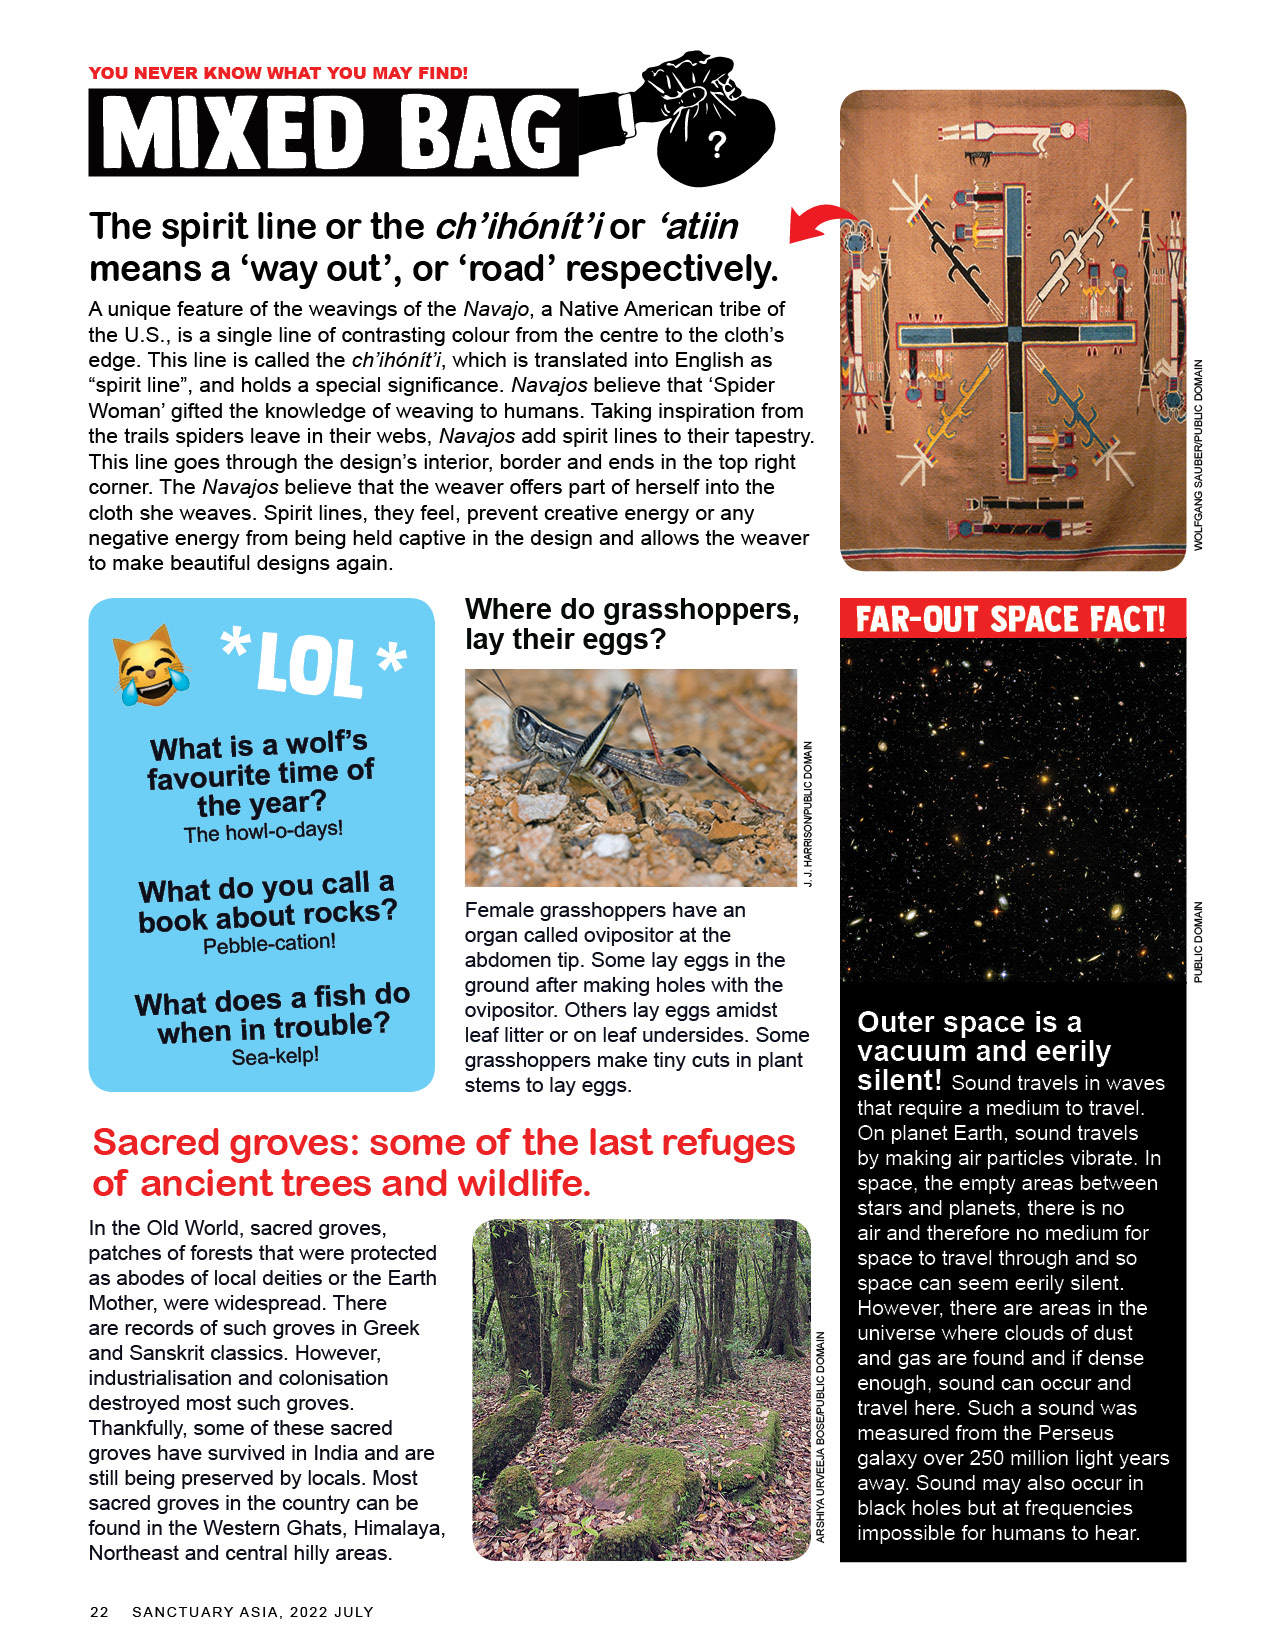 YOU NEVER KNOW WHAT YOU MAY FIND!
MIXED BAG
?
The spirit line or the ch’ihónít’i or ‘atiin
means a ‘way out’, or ‘road’ respectively.
A unique feature of the weavings of the Navajo, a Native American tribe of
the U.S., is a single line of contrasting colour from the centre to the cloth’s
edge. This line is called the ch’ihónít’i, which is translated into English as
“spirit line”, and holds a special significance. Navajos believe that ‘Spider
Woman’ gifted the knowledge of weaving to humans. Taking inspiration from
the trails spiders leave in their webs, Navajos add spirit lines to their tapestry.
This line goes through the design’s interior, border and ends in the top right
corner. The Navajos believe that the weaver offers part of herself into the
cloth she weaves. Spirit lines, they feel, prevent creative energy or any
negative energy from being held captive in the design and allows the weaver
to make beautiful designs again.
WOLFGANG SAUBER/PUBLIC DOMAIN
*LOL*
What is a wolf’s
favourite time of
the year?
The howl-o-days!
What do you call a
book about rocks?
Pebble-cation!
What does a fish do
when in trouble?
Sea-kelp!
Where do grasshoppers,
lay their eggs?
J. J. HARRISON/PUBLIC DOMAIN
Female grasshoppers have an
organ called ovipositor at the
abdomen tip. Some lay eggs in the
ground after making holes with the
ovipositor. Others lay eggs amidst
leaf litter or on leaf undersides. Some
grasshoppers make tiny cuts in plant
stems to lay eggs.
FAR-OUT SPACE FACT!
PUBLIC DOMAIN
Outer space is a
vacuum and eerily
silent! Sound travels in waves
that require a medium to travel.
On planet Earth, sound travels
by making air particles vibrate. In
space, the empty areas between
stars and planets, there is no
air and therefore no medium for
space to travel through and so
space can seem eerily silent.
However, there are areas in the
universe where clouds of dust
and gas are found and if dense
enough, sound can occur and
travel here. Such a sound was
measured from the Perseus
galaxy over 250 million light years
away. Sound may also occur in
black holes but at frequencies
impossible for humans to hear.
Sacred groves: some of the last refuges
of ancient trees and wildlife.
In the Old World, sacred groves,
patches of forests that were protected
as abodes of local deities or the Earth
Mother, were widespread. There
are records of such groves in Greek
and Sanskrit classics. However,
industrialisation and colonisation
destroyed most such groves.
Thankfully, some of these sacred
groves have survived in India and are
still being preserved by locals. Most
sacred groves in the country can be
found in the Western Ghats, Himalaya,
Northeast and central hilly areas.
ARSHIYA URVEEJA BOSE/PUBLIC DOMAIN
22 SANCTUARY ASIA, 2022 JULY